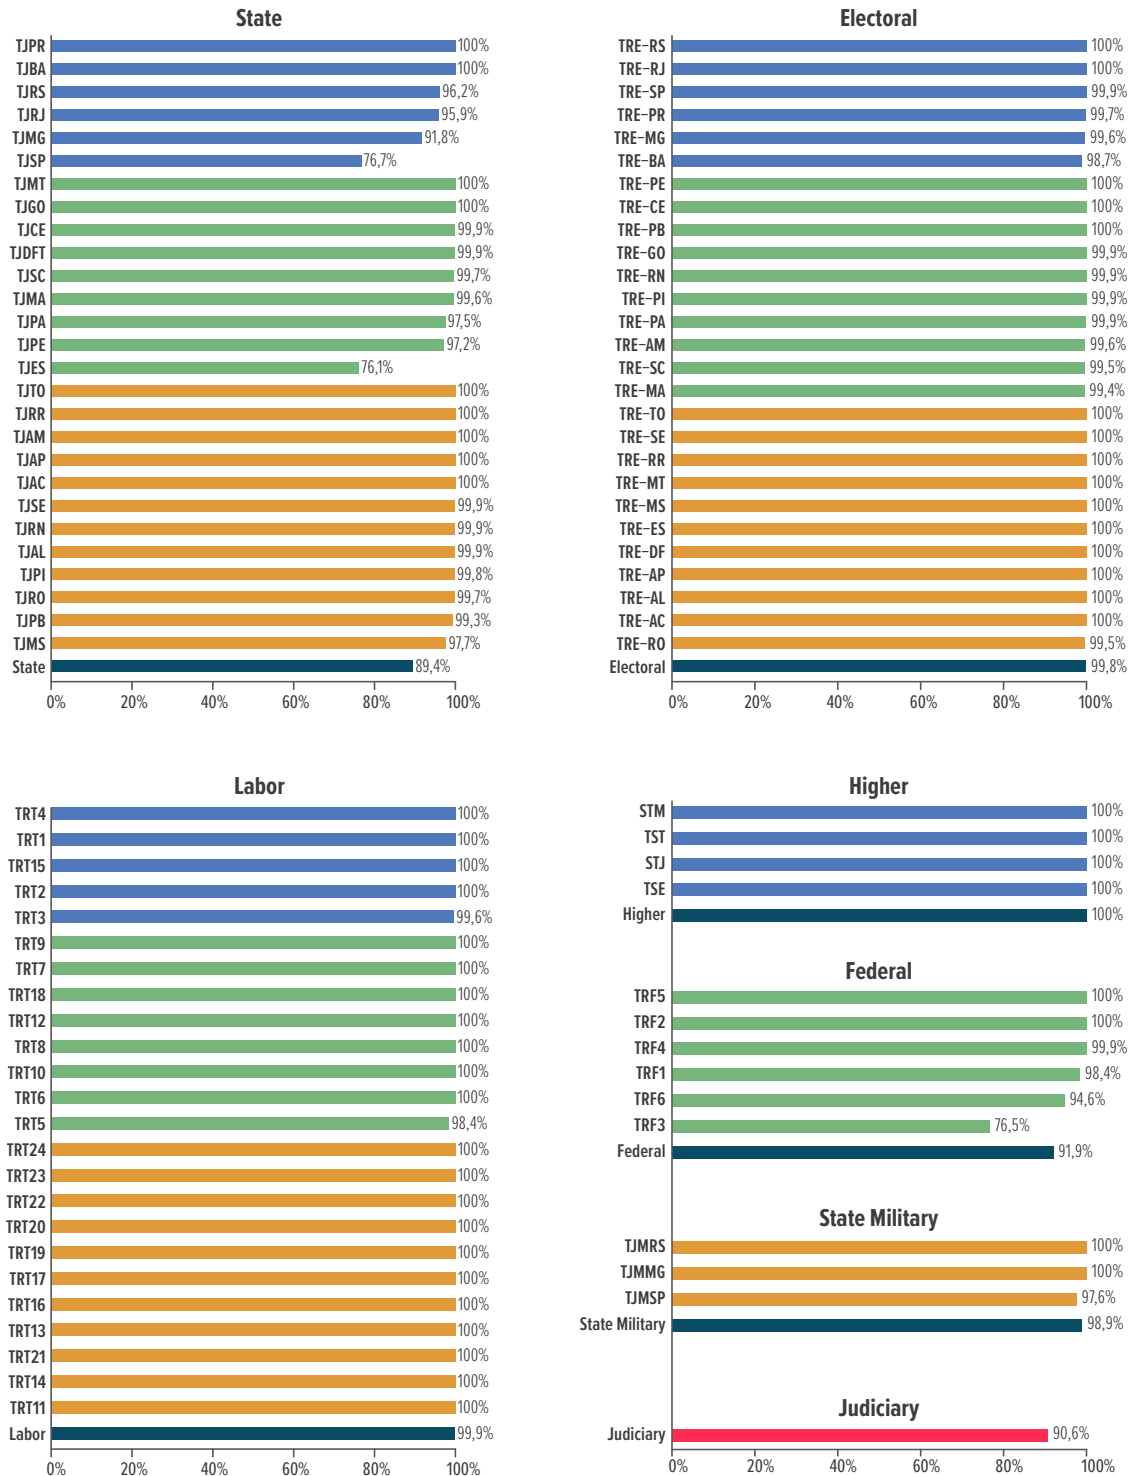 State
TJPR 100%
TJBA 100%
TJRS 96,2%
TJRJ 95,9%
TJMG 91,8%
TJSP 76,7%
TJMT 100%
TJGO 100%
TJCE 99,9%
TJDFT 99,9%
TJSC 99,7%
TJMA 99,6%
TJPA 97,5%
TJPE 97,2%
TJES 76,1%
TJTO 100%
TJRR 100%
TJAM 100%
TJAP 100%
TJAC 100%
TJSE 99,9%
TJRN 99,9%
TJAL 99,9%
TJPI 99,8%
TJRO 99,7%
TJPB 99,3%
TJMS 97,7%
State 89,4%
0% 20% 40% 60% 80% 100%
Electoral
TRE-RS 100%
TRE-RJ 100%
TRE-SP 99,9%
TRE-PR 99,7%
TRE-MG 99,6%
TRE-BA 98,7%
TRE-PE 100%
TRE-CE 100%
TRE-PB 100%
TRE-GO 99,9%
TRE-RN 99,9%
TRE-PI 99,9%
TRE-PA 99,9%
TRE-AM 99,6%
TRE-SC 99,5%
TRE-MA 99,4%
TRE-TO 100%
TRE-SE 100%
TRE-RR 100%
TRE-MT 100%
TRE-MS 100%
TRE-ES 100%
TRE-DF 100%
TRE-AP 100%
TRE-AL 100%
TRE-AC 100%
TRE-RO 99,5%
Electoral 99,8%
0% 20% 40% 60% 80% 100%
Labor
TRT4 100%
TRT1 100%
TRT15 100%
TRT2 100%
TRT3 99,6%
TRT9 100%
TRT7 100%
TRT18 100%
TRT12 100%
TRT8 100%
TRT10 100%
TRT6 100%
TRT5 98,4%
TRT24 100%
TRT23 100%
TRT22 100%
TRT20 100%
TRT19 100%
TRT17 100%
TRT16 100%
TRT13 100%
TRT21 100%
TRT14 100%
TRT11 100%
Labor 99,9%
0% 20% 40% 60% 80% 100%
Higher
STM 100%
TST 100%
STJ 100%
TSE 100%
Higher 100%
Federal
TRF5 100%
TRF2 100%
TRF4 99,9%
TRF1 98,4%
TRF6 94,6%
TRF3 76,5%
Federal 91,9%
State Military
TJMRS 100%
TJMMG 100%
TJMSP 97,6%
State Military 98,9%
Judiciary
Judiciary 90,6%
0% 20% 40% 60% 80% 100%